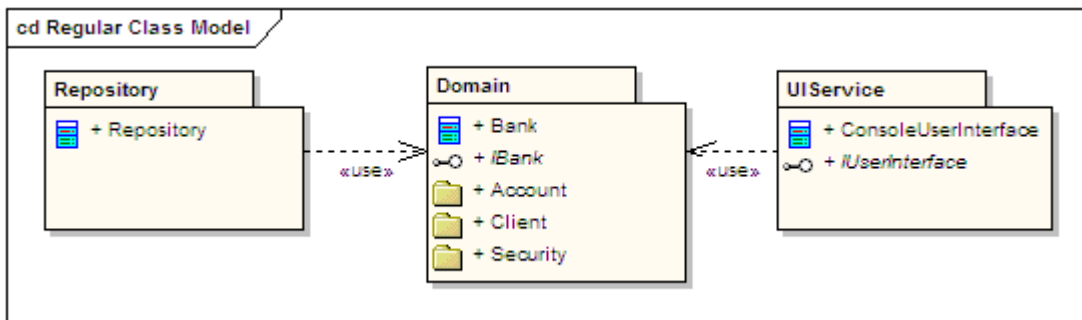 cd Regular Class Model
Repository
+ Repository
«use»
Domain
+ Bank
+ IBank
+ Account
+ Client
+ Security
«use»
UIService
+ ConsoleUserInterface
+ IUserInterface